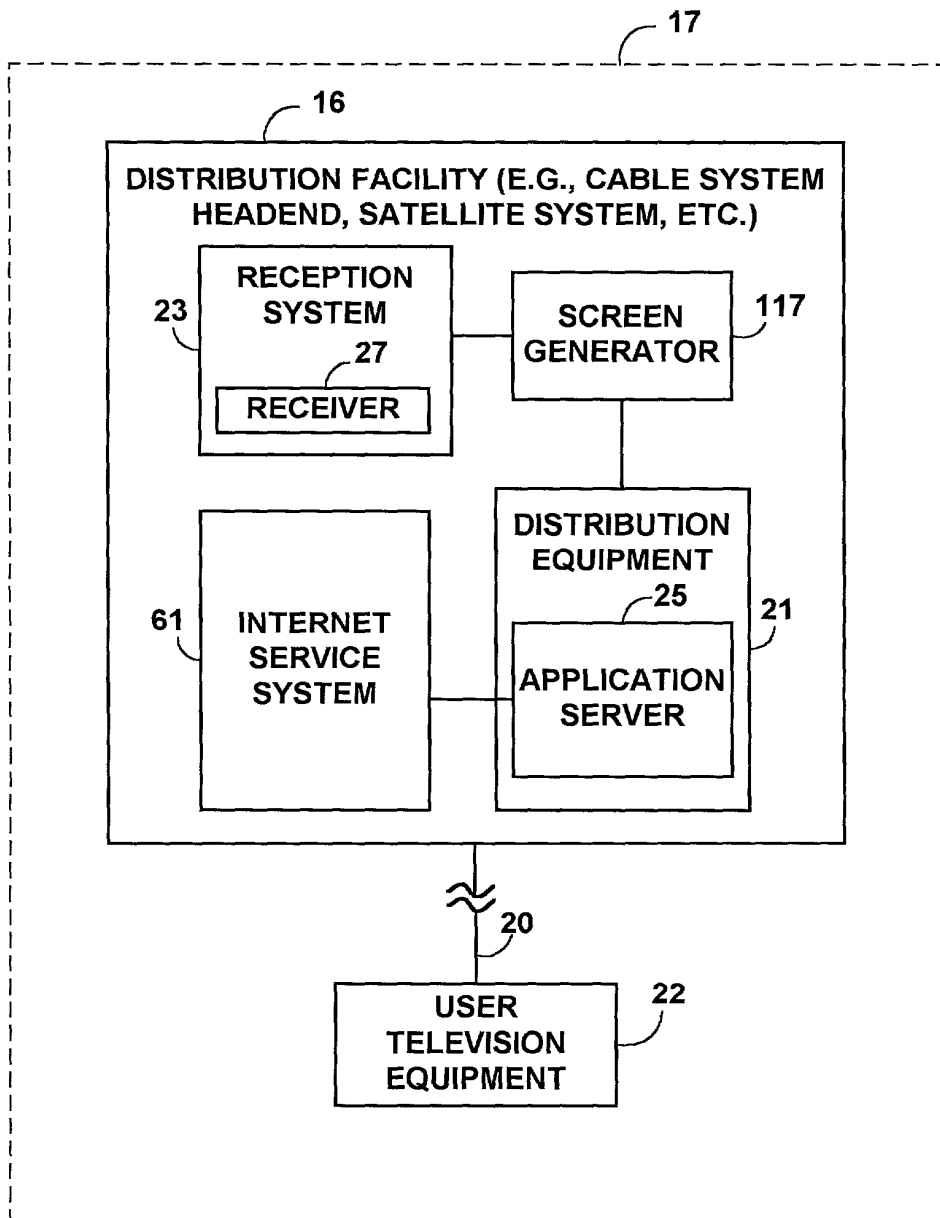 17
16
DISTRIBUTION FACILITY (E.G., CABLE SYSTEM
HEADEND, SATELLITE SYSTEM, ETC.)
RECEPTION
SYSTEM
23
27
RECEIVER
SCREEN
GENERATOR
117
DISTRIBUTION
EQUIPMENT
25
21
APPLICATION
SERVER
61
INTERNET
SERVICE
SYSTEM
20
USER
TELEVISION
EQUIPMENT
22